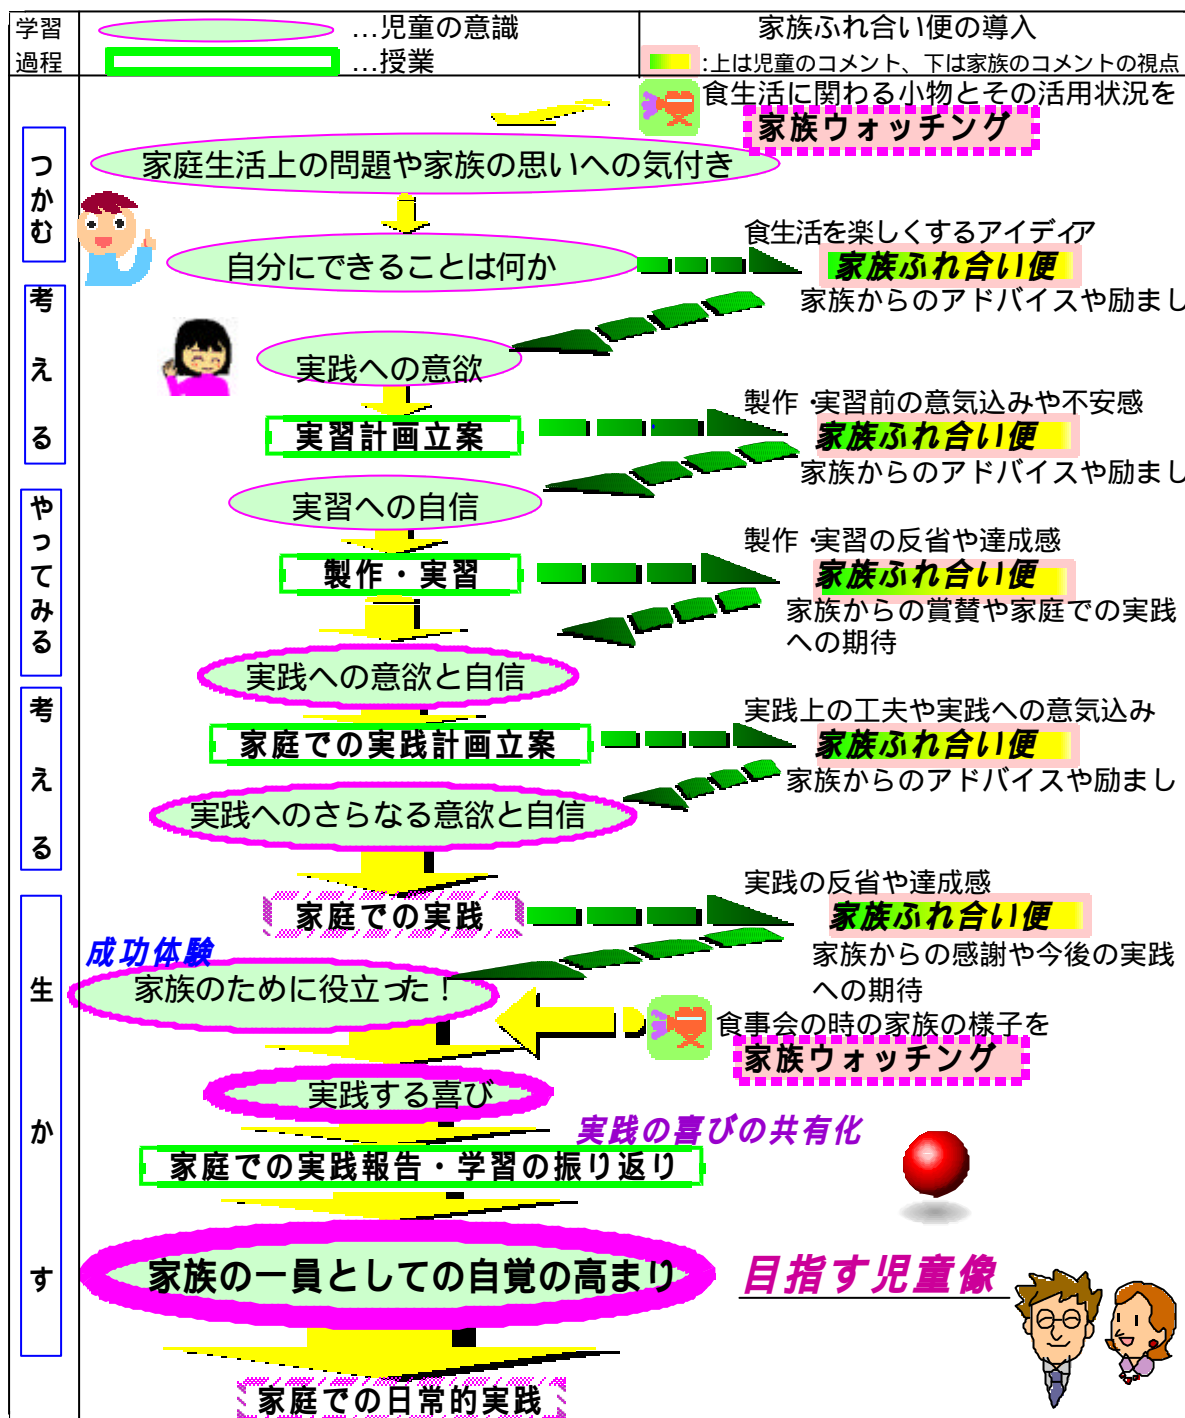 学習
過程
…児童の意識
…授業
家族ふれ合い便の導入
:上は児童のコメント、下は家族のコメントの視点
食生活に関わる小物とその活用状況を
家族ウォッチング
つかむ
家庭生活上の問題や家族の思いへの気付き
自分にできることは何か
食生活を楽しくするアイディア
家族ふれ合い便
家族からのアドバイスや励まし
考える
実践への意欲
実習計画立案
製作・実習前の意気込みや不安感
家族ふれ合い便
家族からのアドバイスや励まし
やってみる
実習への自信
製作・実習
製作・実習の反省や達成感
家族ふれ合い便
家族からの賞賛や家庭での実践
への期待
実践への意欲と自信
考える
家庭での実践計画立案
実践上の工夫や実践への意気込み
家族ふれ合い便
家族からのアドバイスや励まし
実践へのさらなる意欲と自信
生かす
家庭での実践
実践の反省や達成感
家族ふれ合い便
家族からの感謝や今後の実践
への期待
成功体験
家族のために役立った！
食事会の時の家族の様子を
家族ウォッチング
実践する喜び
実践の喜びの共有化
家庭での実践報告・学習の振り返り
家族の一員としての自覚の高まり
目指す児童像
家庭での日常的実践